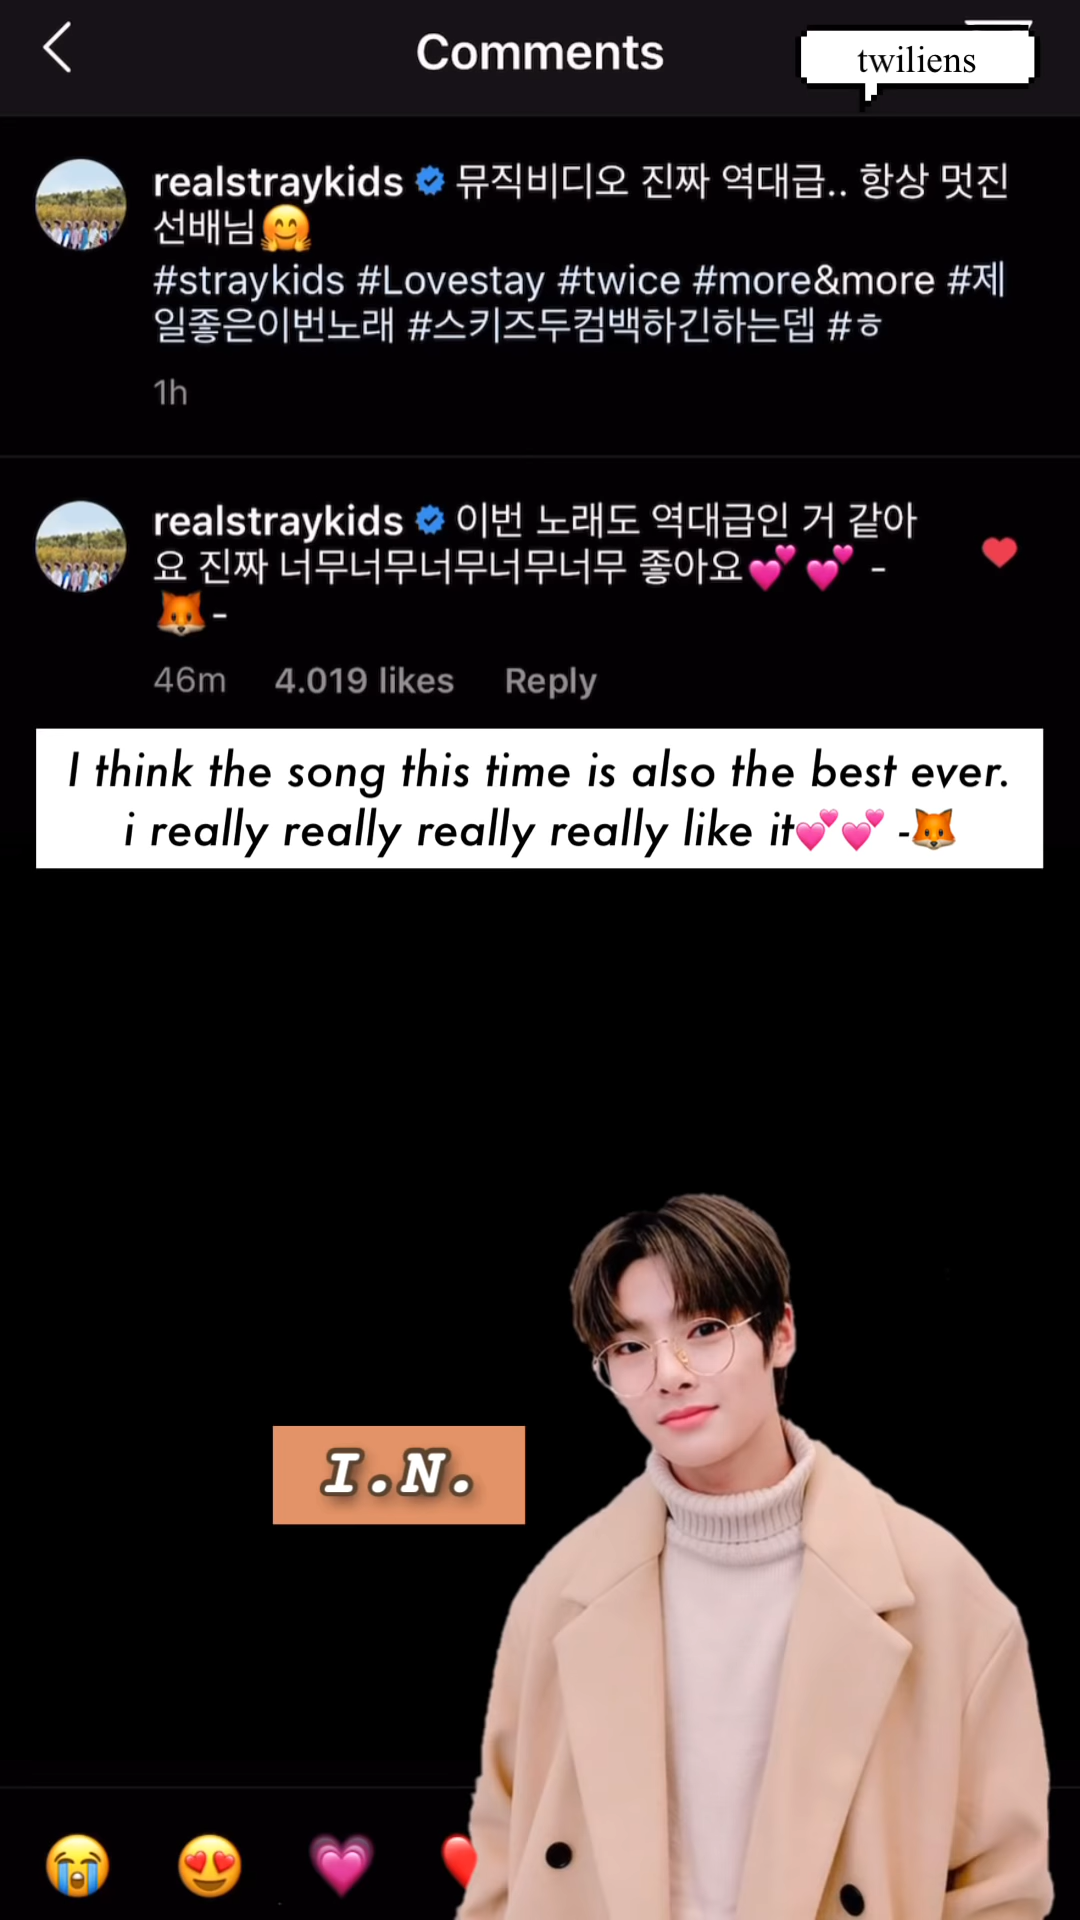 Comments
twiliens
realstraykids 뮤직비디오 진짜 역대급.. 항상 멋진
선배님🤗
#straykids #Lovestay #twice #more&more #제
일좋은이번노래 #스키즈두컴백하긴하는뎁 #ㅎ
1h
realstraykids 이번 노래도 역대급인 거 같아
요 진짜 너무너무너무너무너무 좋아요💕💕 -
🦊-
46m 4.019 likes Reply
I think the song this time is also the best ever.
i really really really really like it💕💕 -🦊
I.N.